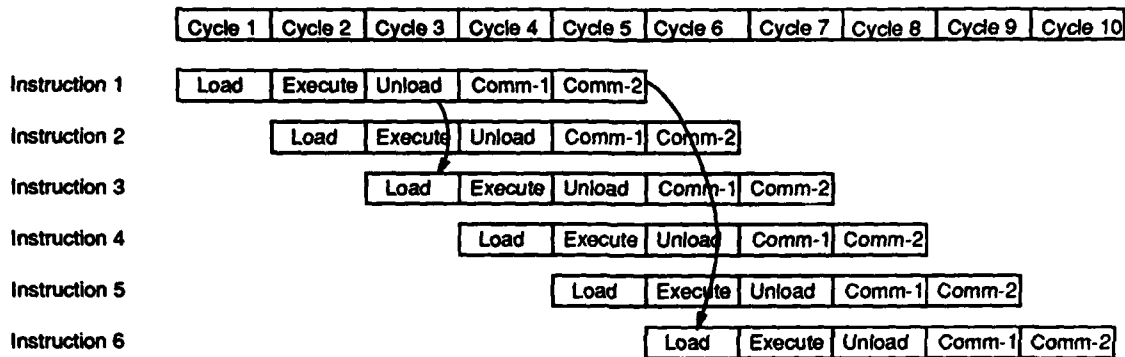 Cycle 1 Cycle 2 Cycle 3 Cycle 4 Cycle 5 Cycle 6 Cycle 7 Cycle 8 Cycle 9 Cycle 10
Instruction 1 Load Execute Unload Comm-1 Comm-2
Instruction 2 Load Execute Unload Comm-1 Comm-2
Instruction 3 Load Execute Unload Comm-1 Comm-2
Instruction 4 Load Execute Unload Comm-1 Comm-2
Instruction 5 Load Execute Unload Comm-1 Comm-2
Instruction 6 Load Execute Unload Comm-1 Comm-2